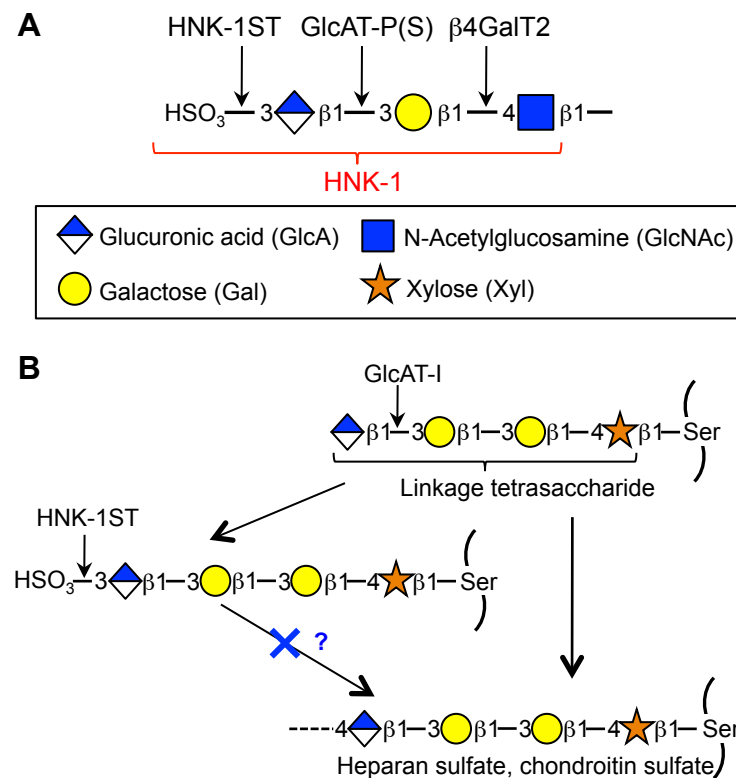 A
HNK-1ST GlcAT-P(S) β4GalT2
HSO₃ 3 β1 3 β1 4 β1
HNK-1
Glucuronic acid (GlcA) N-Acetylglucosamine (GlcNAc)
Galactose (Gal) Xylose (Xyl)
B
GlcAT-I
β1 3 β1 3 β1 4 β1 Ser
Linkage tetrasaccharide
HNK-1ST
HSO₃ 3 β1 3 β1 3 β1 4 β1 Ser
?
4 β1 3 β1 3 β1 4 β1 Ser
Heparan sulfate, chondroitin sulfate